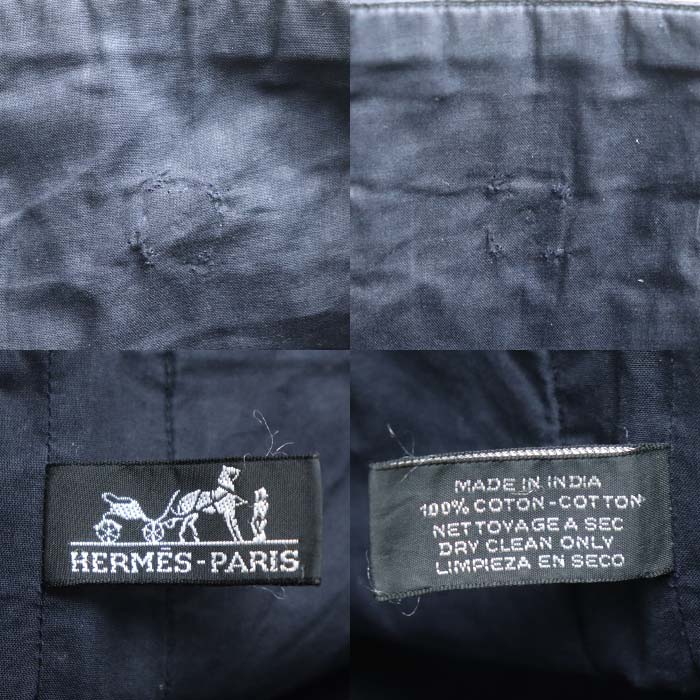 HERMÈS-PARIS
MADE IN INDIA
100% COTON-COTTON
NETTOYAGE A SEC
DRY CLEAN ONLY
LIMPIEZA EN SECO